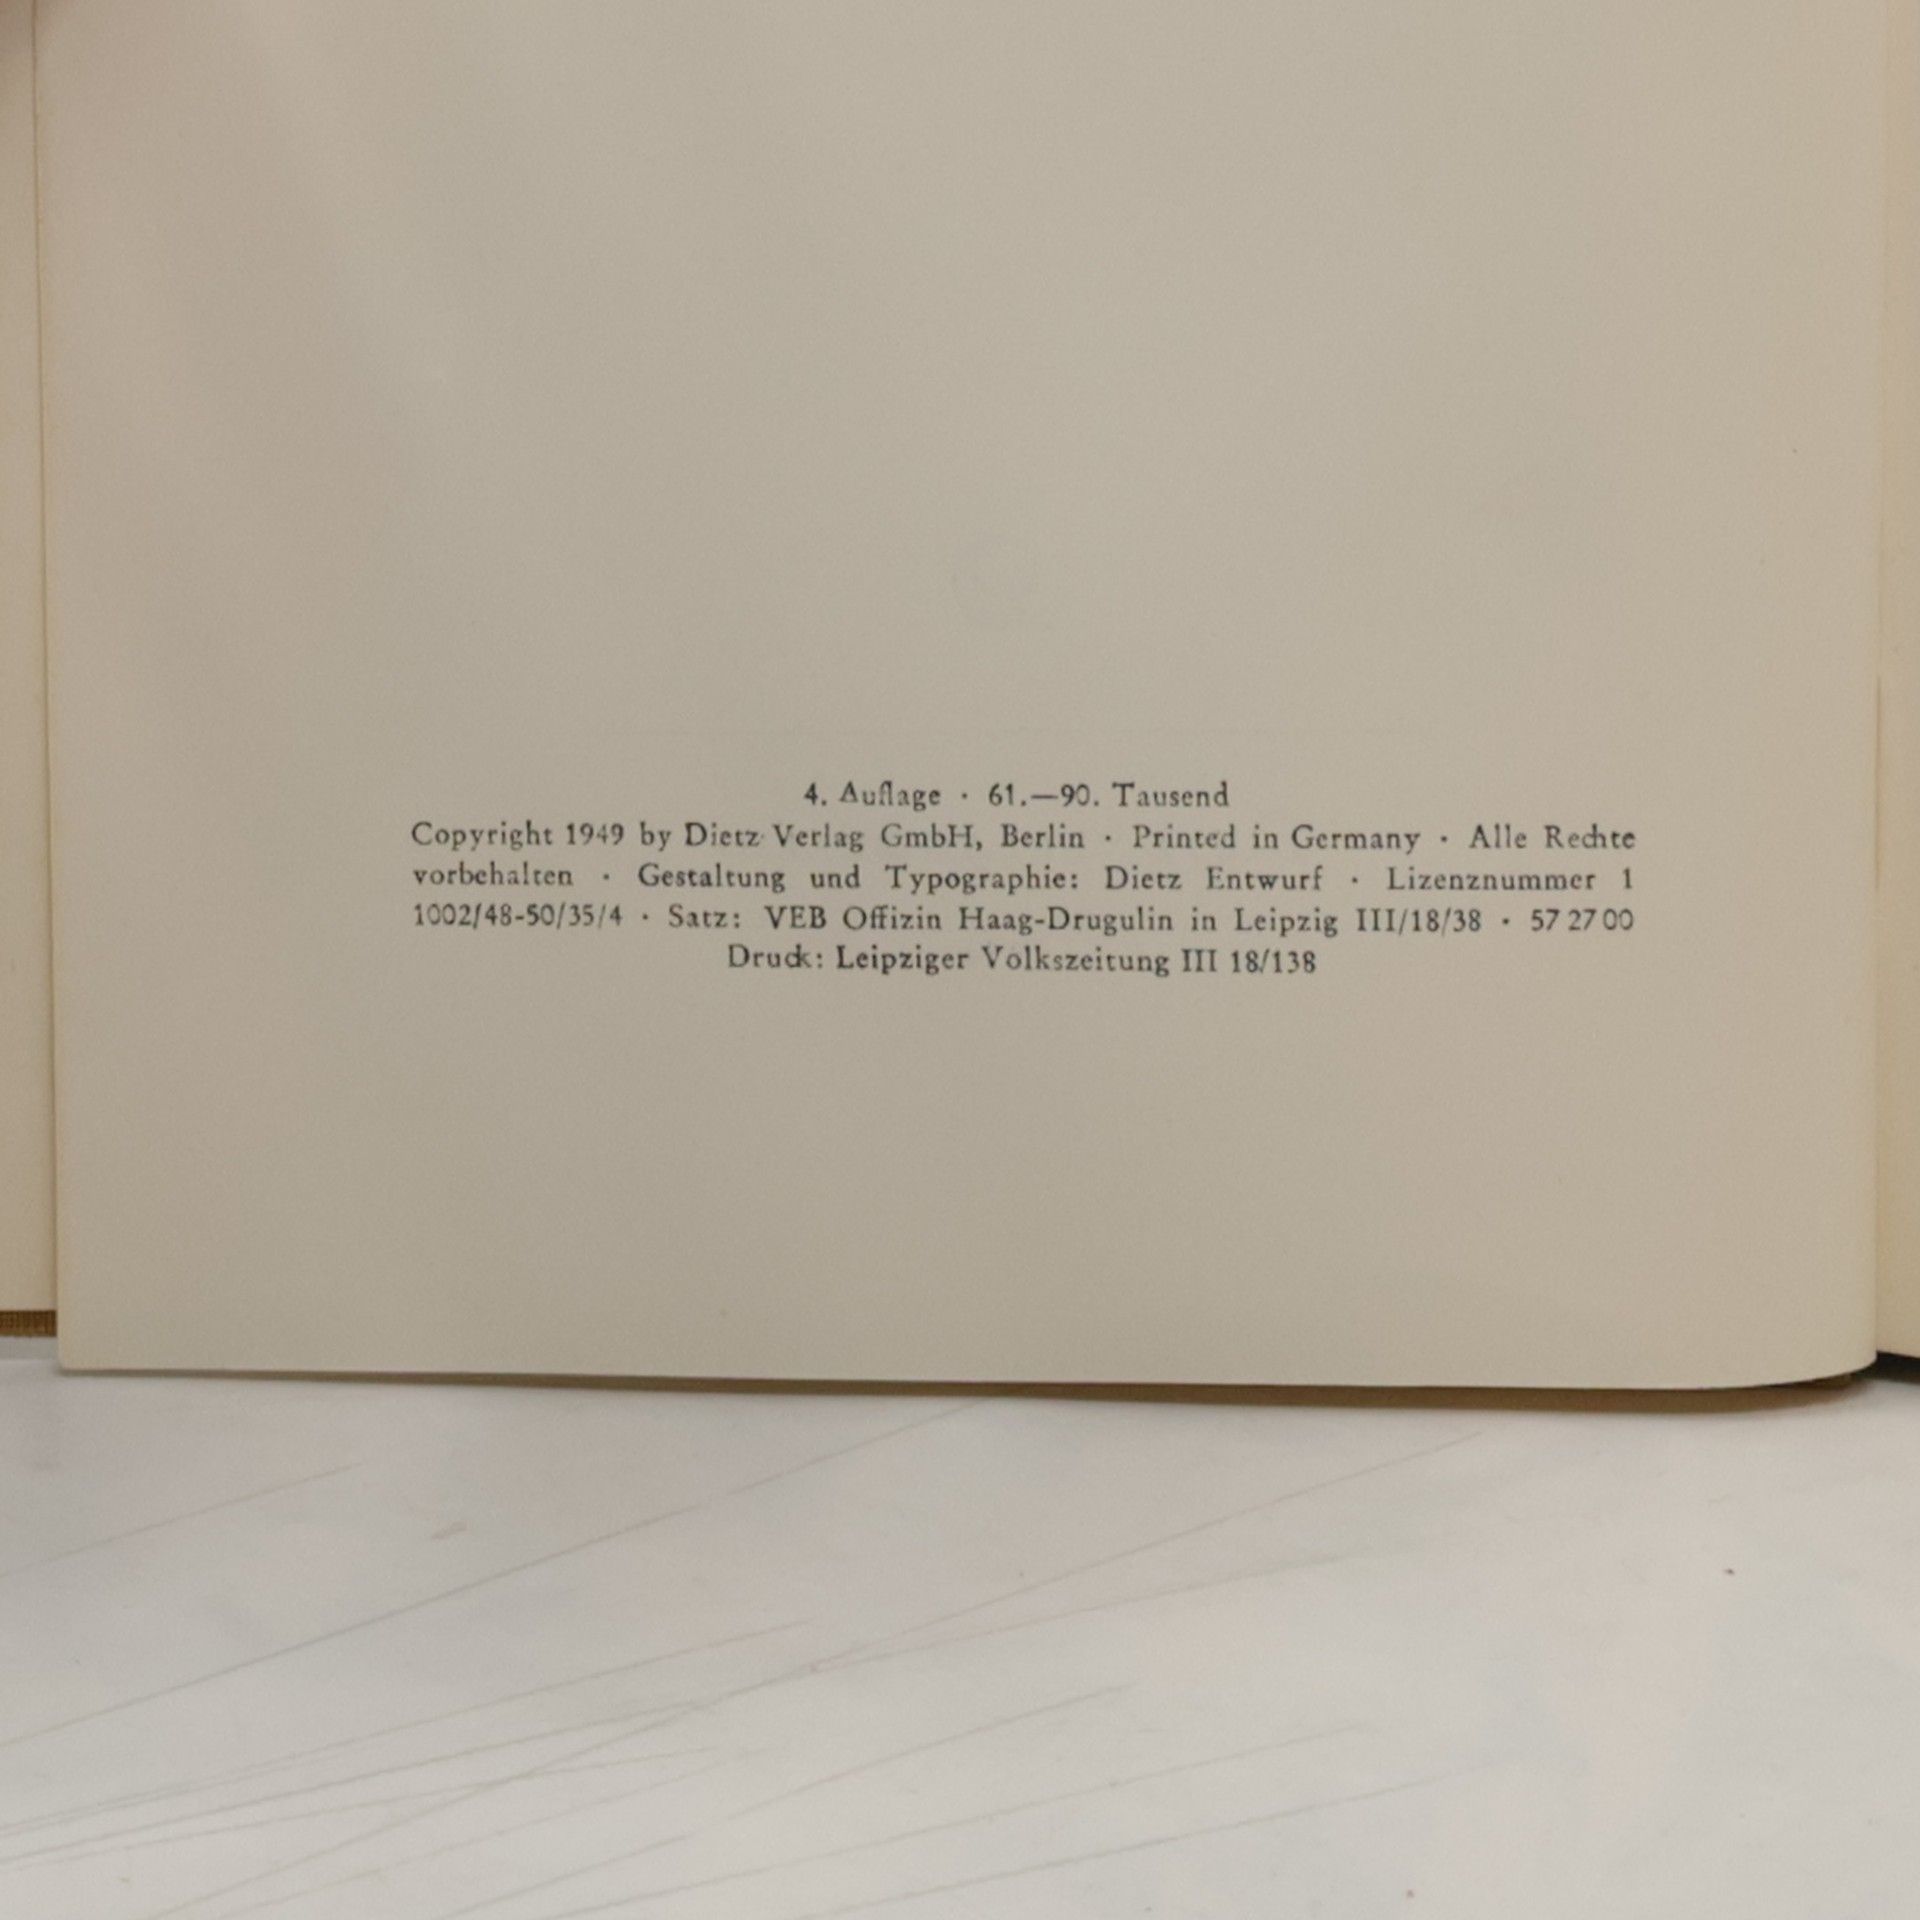 4. Auflage · 61.—90. Tausend
Copyright 1949 by Dietz Verlag GmbH, Berlin · Printed in Germany · Alle Rechte
vorbehalten · Gestaltung und Typographie: Dietz Entwurf · Lizenznummer 1
1002/48-50/35/4 · Satz: VEB Offizin Haag-Drugulin in Leipzig III/18/38 · 57 27 00
Druck: Leipziger Volkszeitung III 18/138